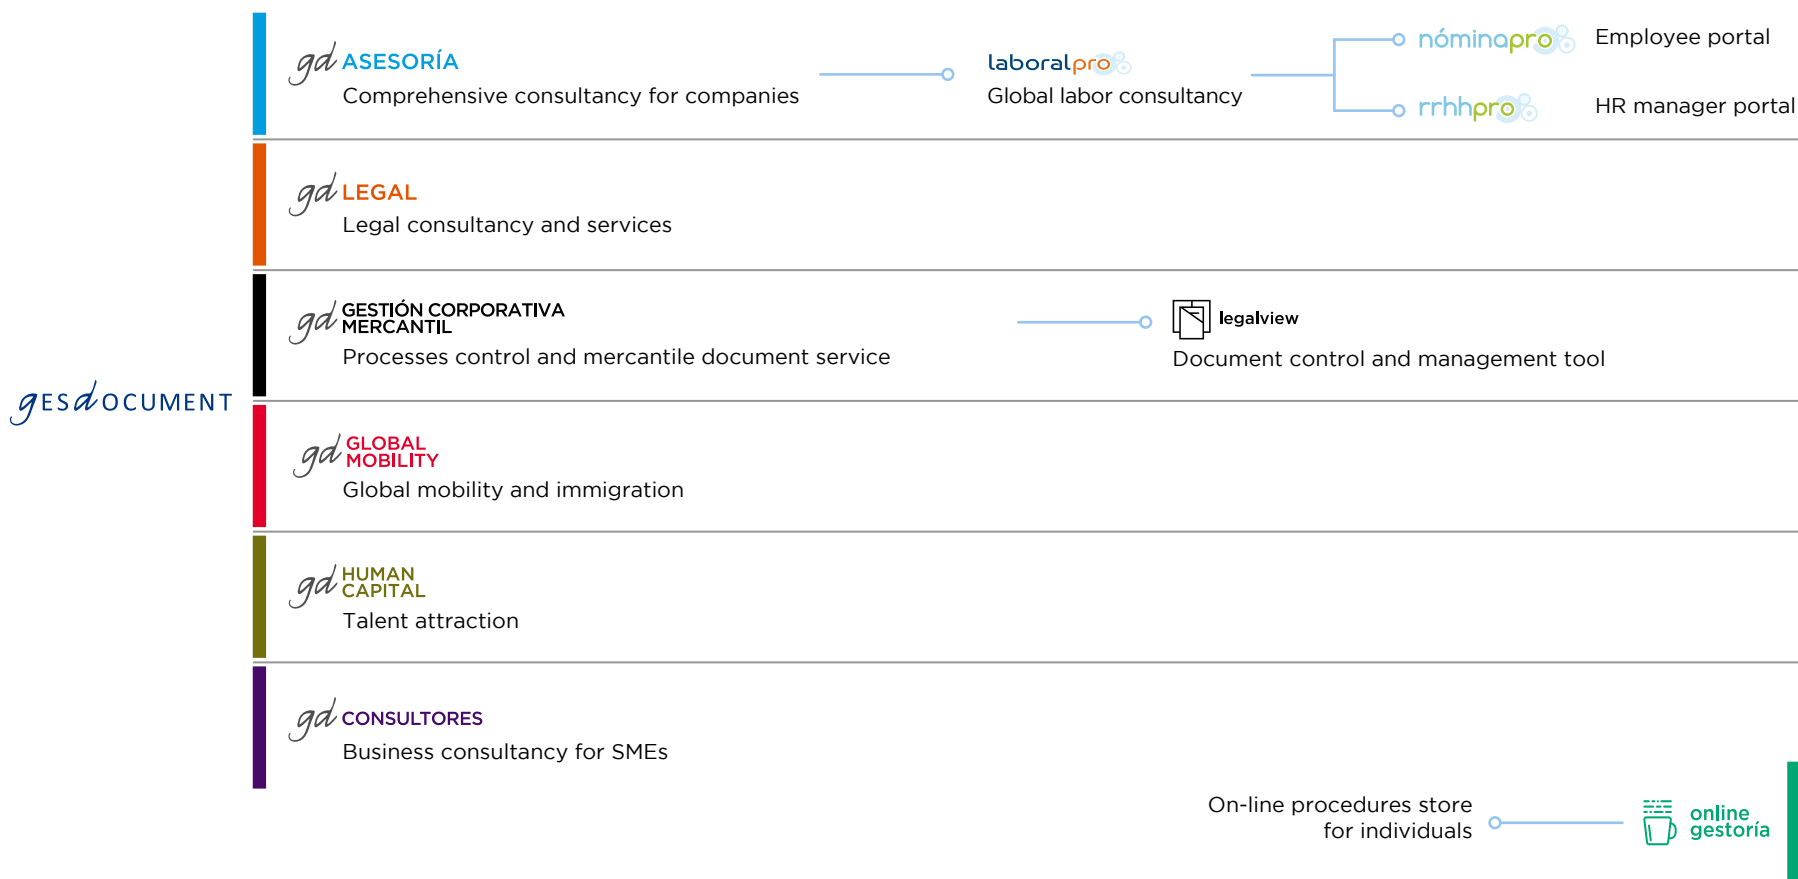 gd ASESORÍA
Comprehensive consultancy for companies
laboralpro
Global labor consultancy
nóminapro
Employee portal
rrhhpro
HR manager portal
gd LEGAL
Legal consultancy and services
gd GESTIÓN CORPORATIVA
MERCANTIL
Processes control and mercantile document service
legalview
Document control and management tool
gESdOCUMENT
gd GLOBAL
MOBILITY
Global mobility and immigration
gd HUMAN
CAPITAL
Talent attraction
gd CONSULTORES
Business consultancy for SMEs
On-line procedures store
for individuals
online
gestoría